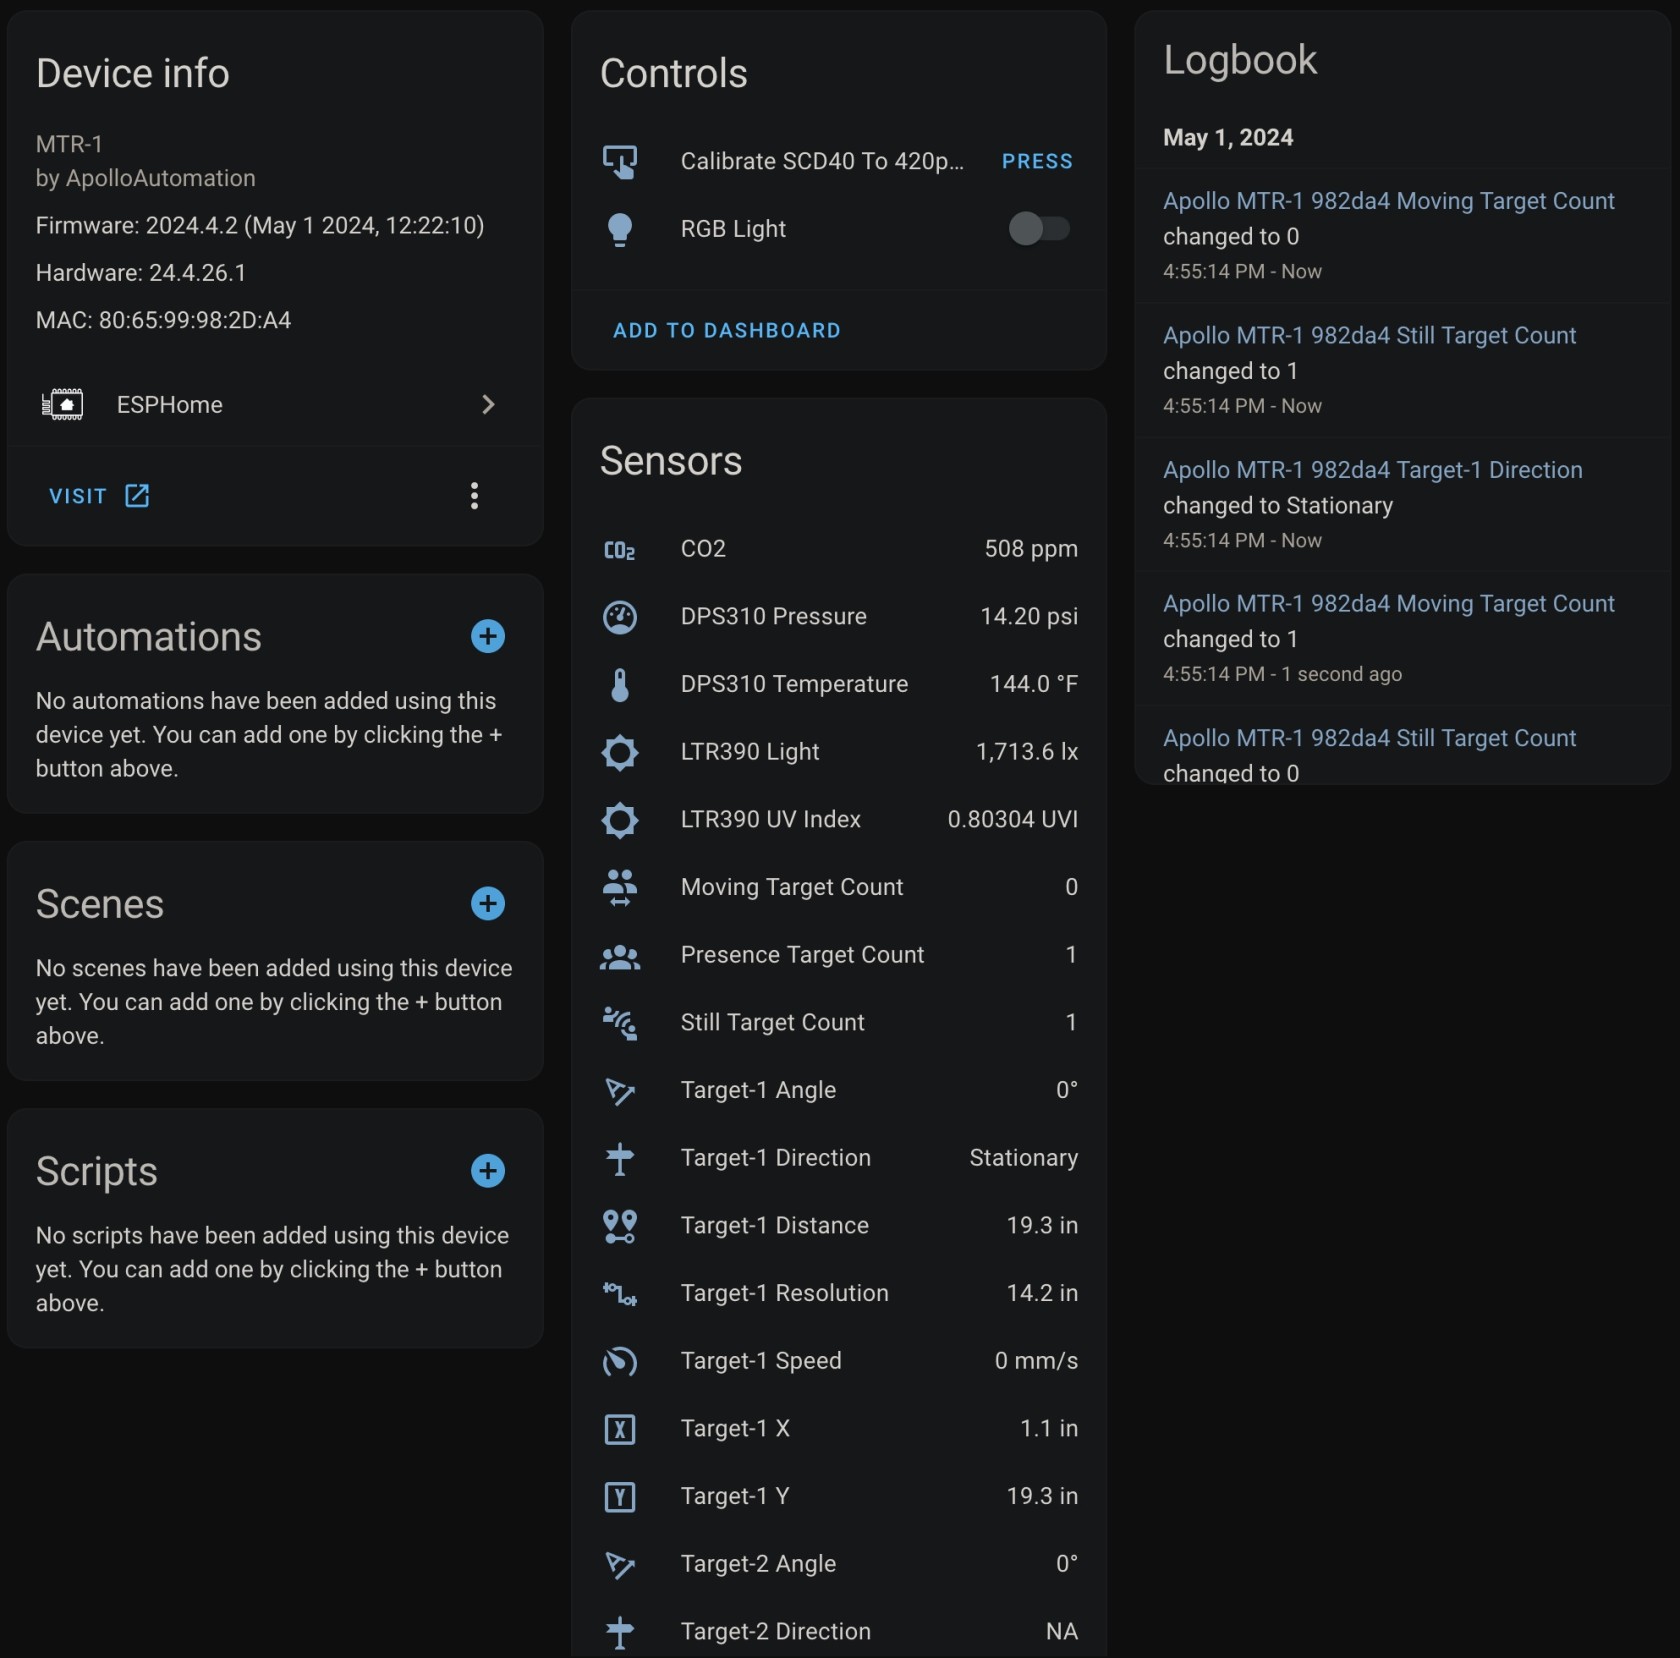 Device info
MTR-1
by ApolloAutomation
Firmware: 2024.4.2 (May 1 2024, 12:22:10)
Hardware: 24.4.26.1
MAC: 80:65:99:98:2D:A4
ESPHome
VISIT
Automations
No automations have been added using this
device yet. You can add one by clicking the +
button above.
Scenes
No scenes have been added using this device
yet. You can add one by clicking the + button
above.
Scripts
No scripts have been added using this device
yet. You can add one by clicking the + button
above.
Controls
Calibrate SCD40 To 420p... PRESS
RGB Light
ADD TO DASHBOARD
Sensors
CO2 508 ppm
DPS310 Pressure 14.20 psi
DPS310 Temperature 144.0 °F
LTR390 Light 1,713.6 lx
LTR390 UV Index 0.80304 UVI
Moving Target Count 0
Presence Target Count 1
Still Target Count 1
Target-1 Angle 0°
Target-1 Direction Stationary
Target-1 Distance 19.3 in
Target-1 Resolution 14.2 in
Target-1 Speed 0 mm/s
Target-1 X 1.1 in
Target-1 Y 19.3 in
Target-2 Angle 0°
Target-2 Direction NA
Logbook
May 1, 2024
Apollo MTR-1 982da4 Moving Target Count
changed to 0
4:55:14 PM - Now
Apollo MTR-1 982da4 Still Target Count
changed to 1
4:55:14 PM - Now
Apollo MTR-1 982da4 Target-1 Direction
changed to Stationary
4:55:14 PM - Now
Apollo MTR-1 982da4 Moving Target Count
changed to 1
4:55:14 PM - 1 second ago
Apollo MTR-1 982da4 Still Target Count
changed to 0